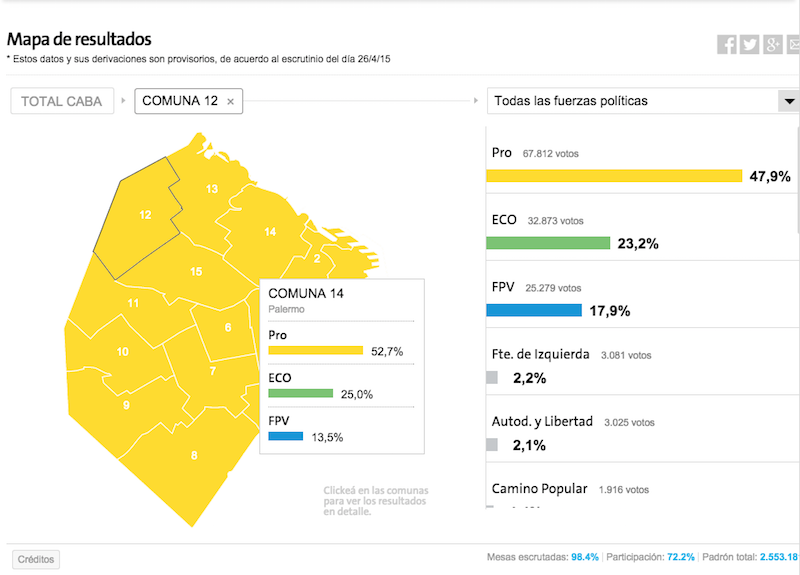 Mapa de resultados
* Estos datos y sus derivaciones son provisorios, de acuerdo al escrutinio del día 26/4/15
TOTAL CABA
COMUNA 12 ×
Todas las fuerzas políticas
Pro 67.812 votos
47,9%
ECO 32.873 votos
23,2%
FPV 25.279 votos
17,9%
Fte. de Izquierda 3.081 votos
2,2%
Autod. y Libertad 3.025 votos
2,1%
Camino Popular 1.916 votos
13
12
14
2
15
11
6
10
7
9
8
COMUNA 14
Palermo
Pro
52,7%
ECO
25,0%
FPV
13,5%
Clickeá en las comunas
para ver los resultados
en detalle.
Créditos
Mesas escrutadas: 98.4% | Participación: 72.2% | Padrón total: 2.553.18